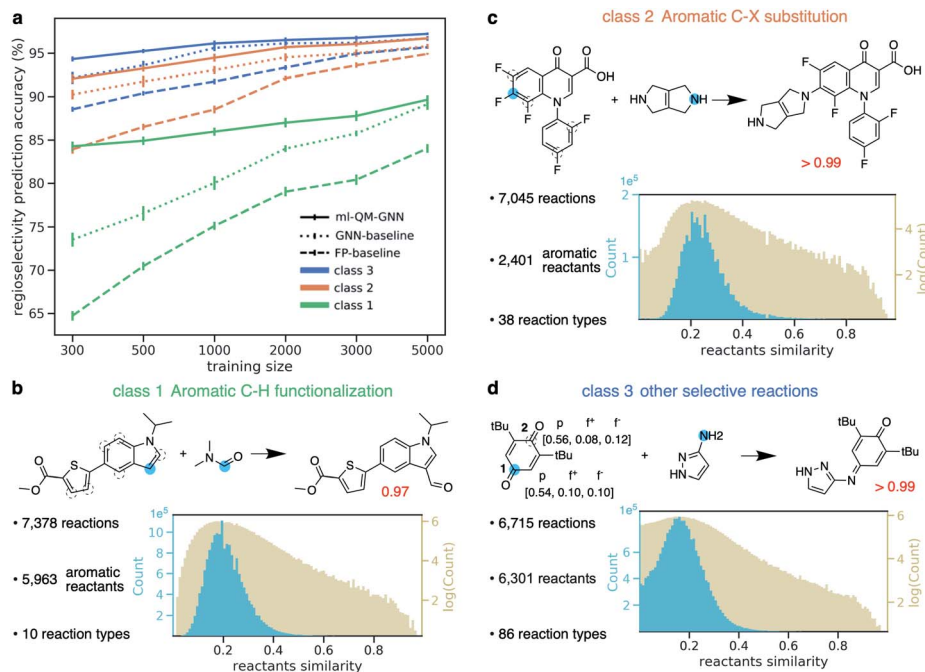 a
regioselectivity prediction accuracy (%)
95
90
85
80
75
70
65
ml-QM-GNN
GNN-baseline
FP-baseline
class 3
class 2
class 1
300 500 1000 2000 3000 5000
training size
b class 1 Aromatic C-H functionalization
N
S
O
O
+
N
O
N
S
O
O
O
0.97
• 7,378 reactions
• 5,963 aromatic reactants
• 10 reaction types
1e5
Count
10
8
6
4
2
log(Count)
6
4
2
0.2 0.4 0.6 0.8
reactants similarity
c class 2 Aromatic C-X substitution
O O
F
OH
F
N
F
F
F
+
HN NH
O O
F
OH
N
N
HN
F
F
F
> 0.99
• 7,045 reactions
• 2,401 aromatic reactants
• 38 reaction types
1e5
Count
2
1
log(Count)
4
2
0.2 0.4 0.6 0.8
reactants similarity
d class 3 other selective reactions
2
O
tBu
tBu
1
O
p f+ f-
[0.56, 0.08, 0.12]
p f+ f-
[0.54, 0.10, 0.10]
+
NH2
N
HN
O
tBu
tBu
N
N
HN
> 0.99
• 6,715 reactions
• 6,301 reactants
• 86 reaction types
1e5
Count
6
4
2
log(Count)
6
4
2
0.2 0.4 0.6 0.8
reactants similarity